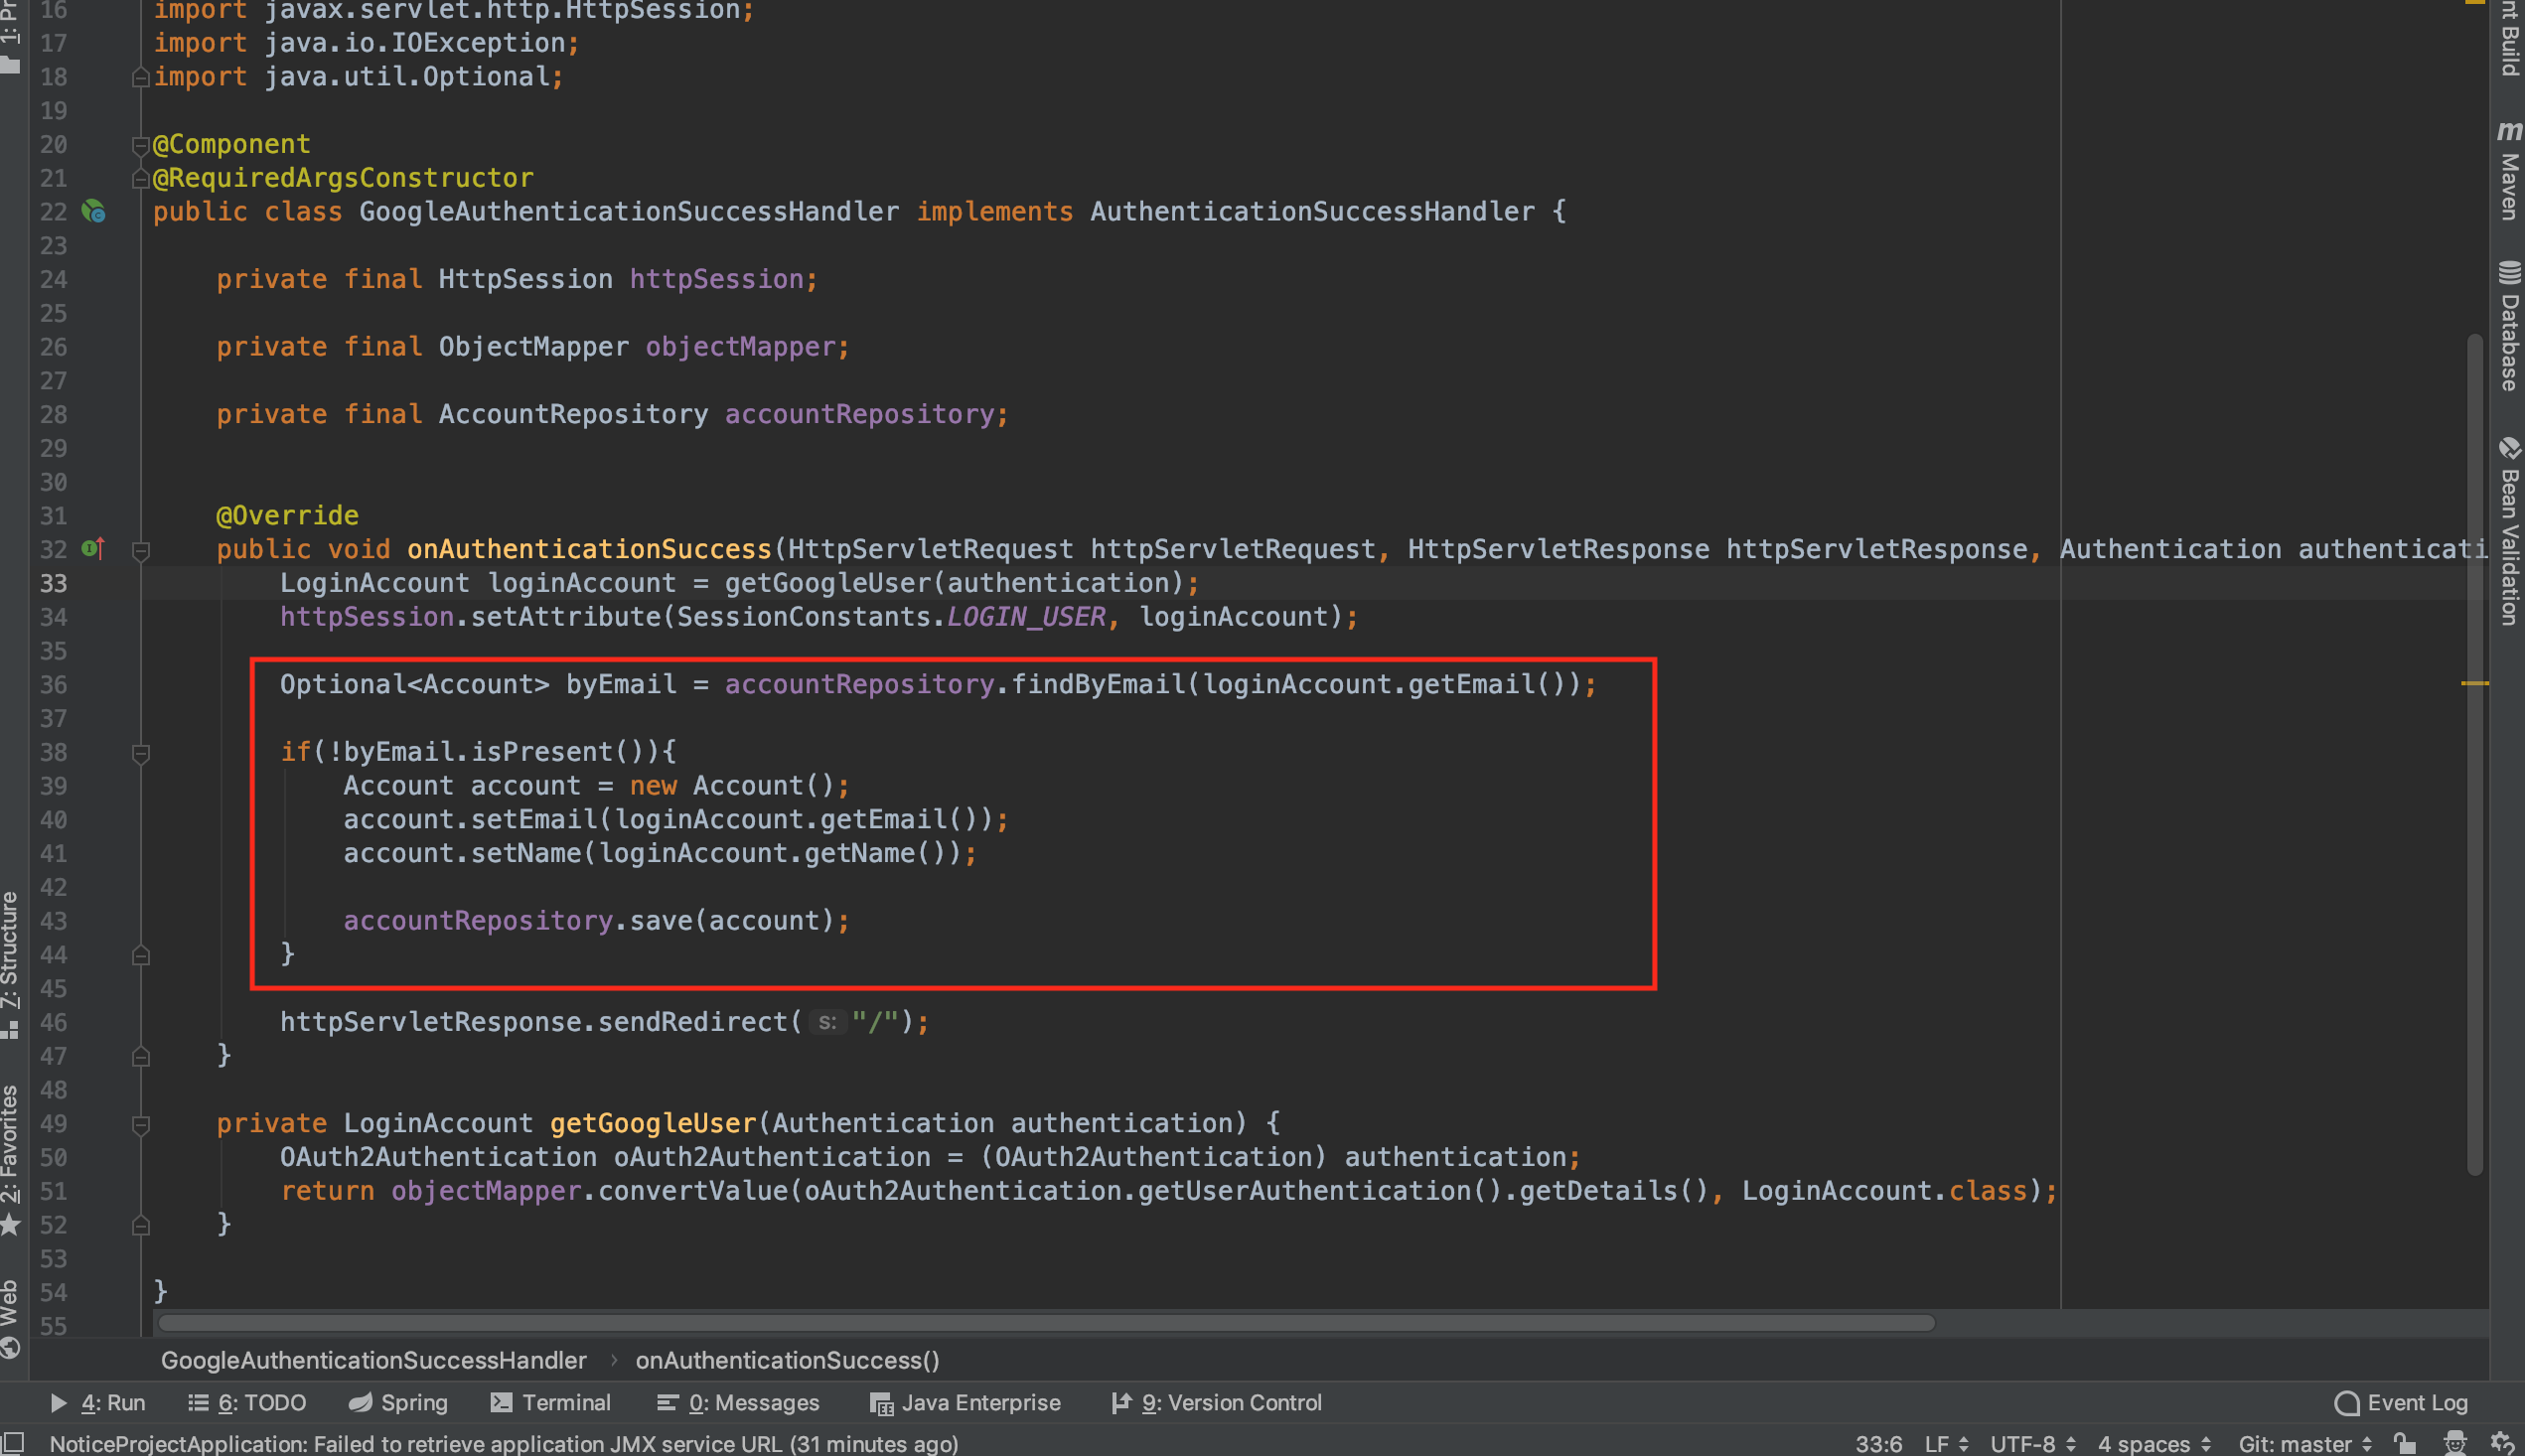 16 import javax.servlet.http.HttpSession;
17 import java.io.IOException;
18 import java.util.Optional;
19
20 @Component
21 @RequiredArgsConstructor
22 public class GoogleAuthenticationSuccessHandler implements AuthenticationSuccessHandler {
23
24 private final HttpSession httpSession;
25
26 private final ObjectMapper objectMapper;
27
28 private final AccountRepository accountRepository;
29
30
31 @Override
32 public void onAuthenticationSuccess(HttpServletRequest httpServletRequest, HttpServletResponse httpServletResponse, Authentication authenticati
33 LoginAccount loginAccount = getGoogleUser(authentication);
34 httpSession.setAttribute(SessionConstants.LOGIN_USER, loginAccount);
35
36 Optional<Account> byEmail = accountRepository.findByEmail(loginAccount.getEmail());
37
38 if(!byEmail.isPresent()){
39 Account account = new Account();
40 account.setEmail(loginAccount.getEmail());
41 account.setName(loginAccount.getName());
42
43 accountRepository.save(account);
44 }
45
46 httpServletResponse.sendRedirect( s: "/");
47 }
48
49 private LoginAccount getGoogleUser(Authentication authentication) {
50 OAuth2Authentication oAuth2Authentication = (OAuth2Authentication) authentication;
51 return objectMapper.convertValue(oAuth2Authentication.getUserAuthentication().getDetails(), LoginAccount.class);
52 }
53
54 }
55
1: Pr
7: Structure
2: Favorites
Web
nt Build
m Maven
Database
Bean Validation
GoogleAuthenticationSuccessHandler › onAuthenticationSuccess()
4: Run 6: TODO Spring Terminal 0: Messages Java Enterprise 9: Version Control Event Log
NoticeProjectApplication: Failed to retrieve application JMX service URL (31 minutes ago) 33:6 LF UTF-8 4 spaces Git: master